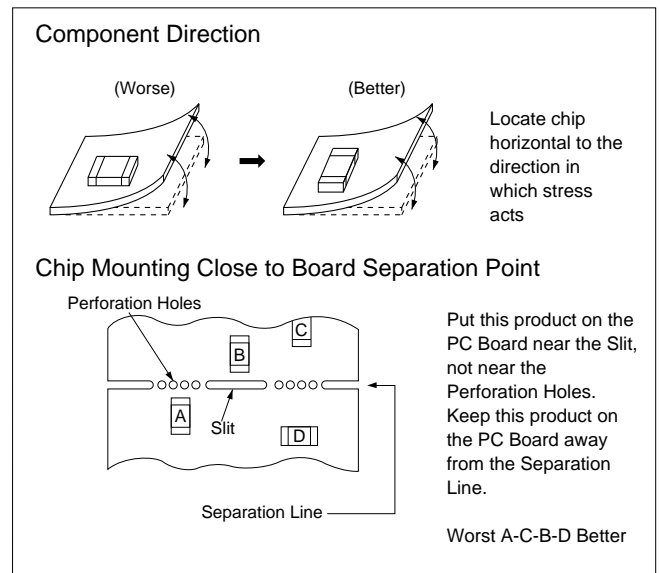 Component Direction
(Worse)
(Better)
Locate chip
horizontal to the
direction in
which stress
acts
Chip Mounting Close to Board Separation Point
Perforation Holes
C
B
A
Slit
D
Separation Line
Put this product on the
PC Board near the Slit,
not near the
Perforation Holes.
Keep this product on
the PC Board away
from the Separation
Line.
Worst A-C-B-D Better